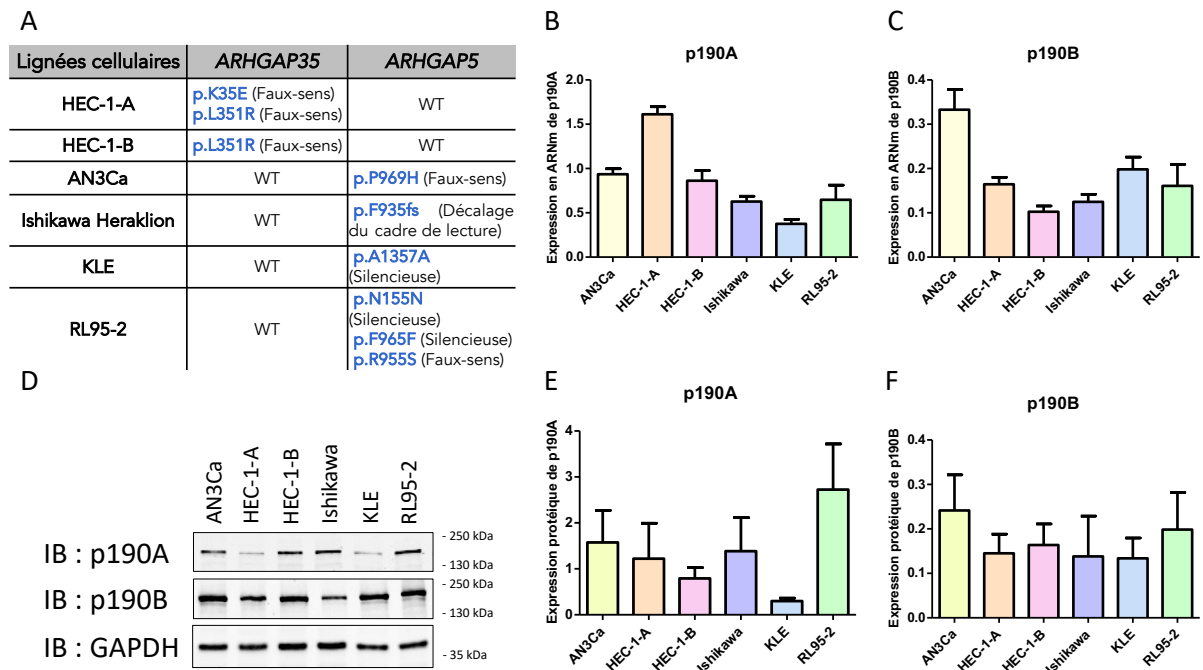 A
Lignées cellulaires ARHGAP35 ARHGAP5
HEC-1-A p.K35E (Faux-sens) WT
p.L351R (Faux-sens)
HEC-1-B p.L351R (Faux-sens) WT
AN3Ca WT p.P969H (Faux-sens)
Ishikawa Heraklion WT p.F935fs (Décalage
du cadre de lecture)
KLE WT p.A1357A
(Silencieuse)
RL95-2 WT p.N155N
(Silencieuse)
p.F965F (Silencieuse)
p.R955S (Faux-sens)
B
p190A
Expression en ARNm de p190A
2.0
1.5
1.0
0.5
0.0
AN3Ca HEC-1-A HEC-1-B Ishikawa KLE RL95-2
C
p190B
Expression en ARNm de p190B
0.4
0.3
0.2
0.1
0.0
AN3Ca HEC-1-A HEC-1-B Ishikawa KLE RL95-2
D
AN3Ca HEC-1-A HEC-1-B Ishikawa KLE RL95-2
IB : p190A
- 250 kDa
- 130 kDa
IB : p190B
- 250 kDa
- 130 kDa
IB : GAPDH
- 35 kDa
E
p190A
Expression protéique de p190A
4
3
2
1
0
AN3Ca HEC-1-A HEC-1-B Ishikawa KLE RL95-2
F
p190B
Expression protéique de p190B
0.4
0.3
0.2
0.1
0.0
AN3Ca HEC-1-A HEC-1-B Ishikawa KLE RL95-2